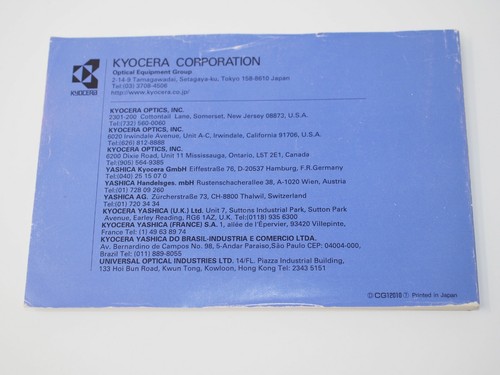 KYOCERA
KYOCERA CORPORATION
Optical Equipment Group
2-14-9 Tamagawadai, Setagaya-ku, Tokyo 158-8610 Japan
Tel:(03) 3708-4506
http://www.kyocera.co.jp/
KYOCERA OPTICS, INC.
2301-200 Cottontail Lane, Somerset, New Jersey 08873, U.S.A.
Tel:(732) 560-0060
KYOCERA OPTICS, INC.
6020 Irwindale Avenue, Unit A-C, Irwindale, California 91706, U.S.A.
Tel:(626) 812-8888
KYOCERA OPTICS, INC.
6200 Dixie Road, Unit 11 Mississauga, Ontario, L5T 2E1, Canada
Tel:(905) 564-9385
YASHICA Kyocera GmbH Eiffestraße 76, D-20537 Hamburg, F.R.Germany
Tel:(040) 25 15 07 0
YASHICA Handelsges. mbH Rustenschacherallee 38, A-1020 Wien, Austria
Tel:(01) 728 09 260
YASHICA AG. Zürcherstraße 73, CH-8800 Thalwil, Switzerland
Tel:(01) 720 34 34
KYOCERA YASHICA (U.K.) Ltd. Unit 7, Suttons Industrial Park, Sutton Park
Avenue, Earley Reading, RG6 1AZ, U.K. Tel:(0118) 935 6300
KYOCERA YASHICA (FRANCE) S.A. 1, allée de l'Épervier, 93420 Villepinte,
France Tel: (1) 49 63 89 74
KYOCERA YASHICA DO BRASIL-INDUSTRIA E COMERCIO LTDA.
Av. Bernardino de Campos No. 98, 5-Andar Paraiso,São Paulo CEP: 04004-000,
Brazil Tel: (011) 889-8055
UNIVERSAL OPTICAL INDUSTRIES LTD. 14/FL. Piazza Industrial Building,
133 Hoi Bun Road, Kwun Tong, Kowloon, Hong Kong Tel: 2343 5151
Printed in Japan